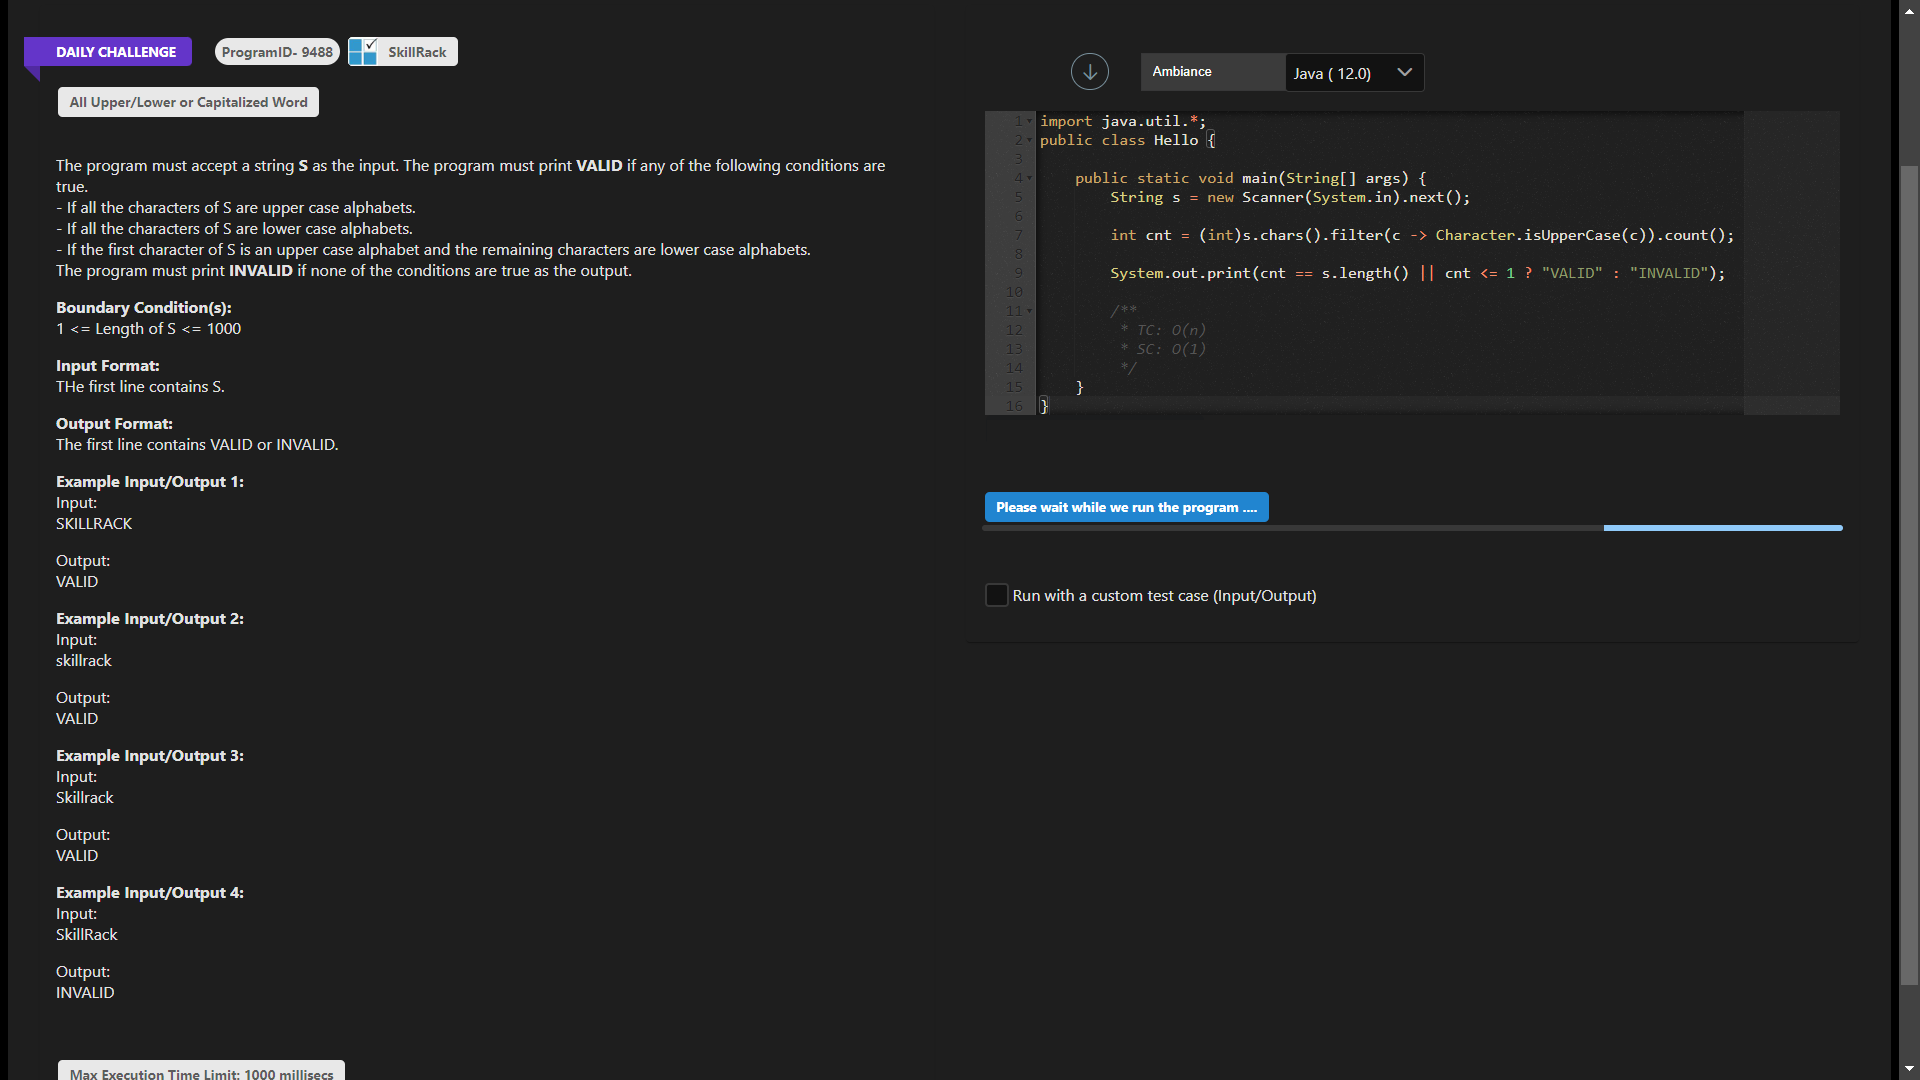 DAILY CHALLENGE
ProgramID- 9488
SkillRack
All Upper/Lower or Capitalized Word
The program must accept a string S as the input. The program must print VALID if any of the following conditions are
true.
- If all the characters of S are upper case alphabets.
- If all the characters of S are lower case alphabets.
- If the first character of S is an upper case alphabet and the remaining characters are lower case alphabets.
The program must print INVALID if none of the conditions are true as the output.
Boundary Condition(s):
1 <= Length of S <= 1000
Input Format:
THe first line contains S.
Output Format:
The first line contains VALID or INVALID.
Example Input/Output 1:
Input:
SKILLRACK
Output:
VALID
Example Input/Output 2:
Input:
skillrack
Output:
VALID
Example Input/Output 3:
Input:
Skillrack
Output:
VALID
Example Input/Output 4:
Input:
SkillRack
Output:
INVALID
Max Execution Time Limit: 1000 millisecs
Ambiance
Java ( 12.0)
1 import java.util.*;
2 public class Hello {
3
4 public static void main(String[] args) {
5 String s = new Scanner(System.in).next();
6
7 int cnt = (int)s.chars().filter(c -> Character.isUpperCase(c)).count();
8
9 System.out.print(cnt == s.length() || cnt <= 1 ? "VALID" : "INVALID");
10
11 /**
12 * TC: O(n)
13 * SC: O(1)
14 */
15 }
16 }
Please wait while we run the program ....
Run with a custom test case (Input/Output)